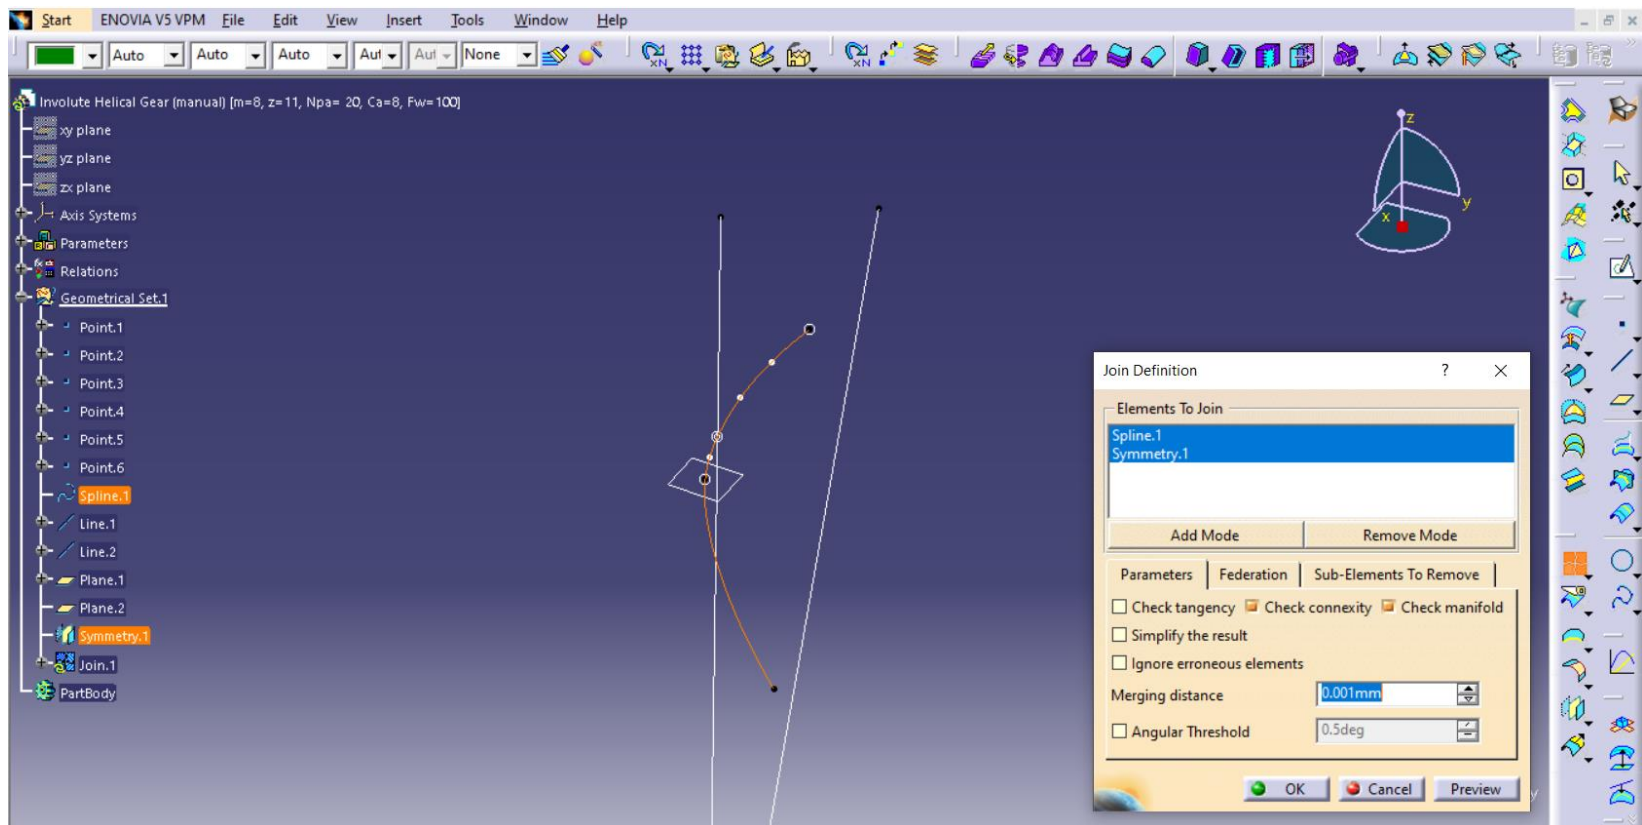 Start ENOVIA V5 VPM File Edit View Insert Tools Window Help
Auto Auto Auto Aut Aut None
Involute Helical Gear (manual) [m=8, z=11, Npa= 20, Ca=8, Fw=100]
xy plane
yz plane
zx plane
Axis Systems
Parameters
Relations
Geometrical Set.1
Point.1
Point.2
Point.3
Point.4
Point.5
Point.6
Spline.1
Line.1
Line.2
Plane.1
Plane.2
Symmetry.1
Join.1
PartBody
z
y
x
Join Definition ? X
Elements To Join
Spline.1
Symmetry.1
Add Mode Remove Mode
Parameters Federation Sub-Elements To Remove
Check tangency Check connexity Check manifold
Simplify the result
Ignore erroneous elements
Merging distance 0.001mm
Angular Threshold 0.5deg
OK Cancel Preview
y